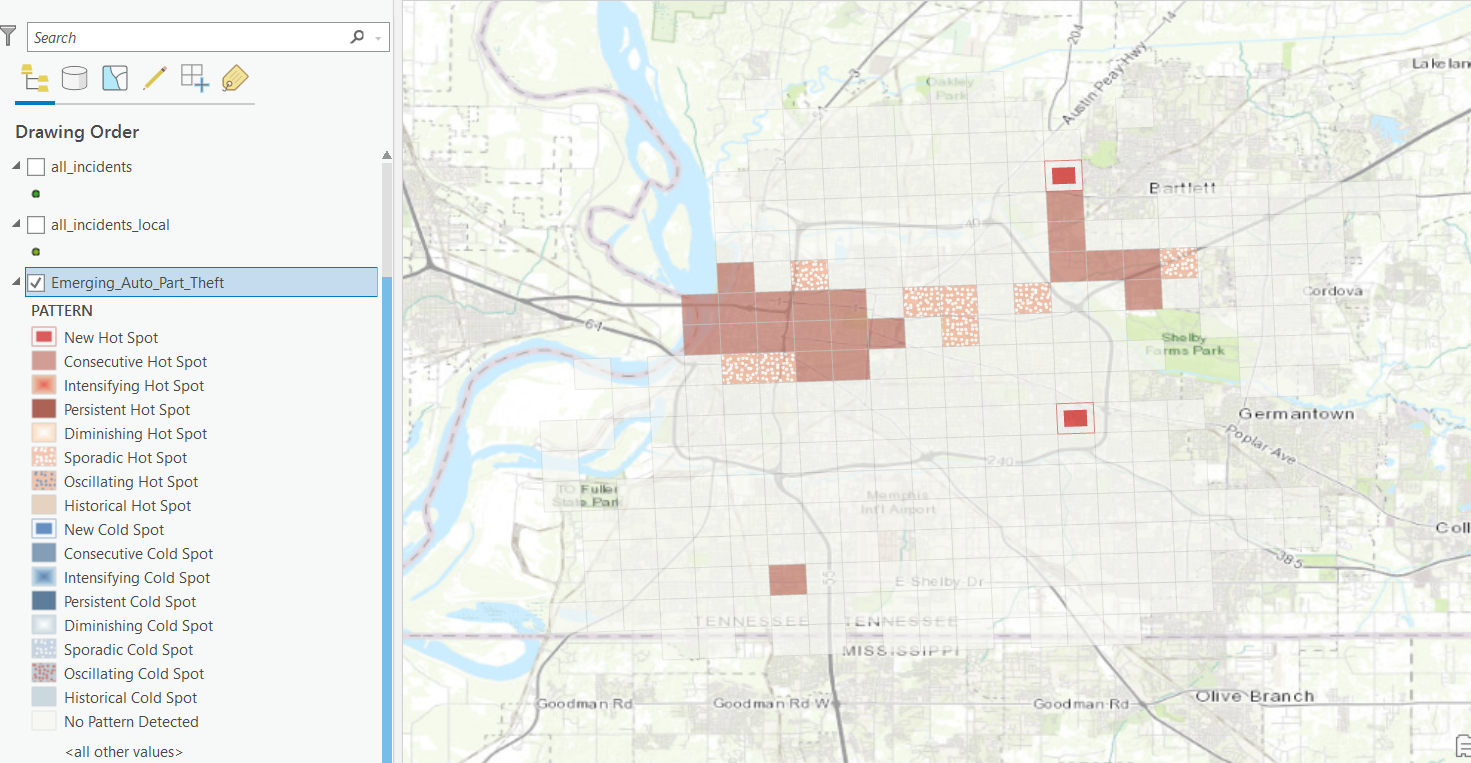 Search
Drawing Order
all_incidents
all_incidents_local
Emerging_Auto_Part_Theft
PATTERN
New Hot Spot
Consecutive Hot Spot
Intensifying Hot Spot
Persistent Hot Spot
Diminishing Hot Spot
Sporadic Hot Spot
Oscillating Hot Spot
Historical Hot Spot
New Cold Spot
Consecutive Cold Spot
Intensifying Cold Spot
Persistent Cold Spot
Diminishing Cold Spot
Sporadic Cold Spot
Oscillating Cold Spot
Historical Cold Spot
No Pattern Detected
<all other values>
14
204
Austin Peay Hwy
3
51
Lakelan
Oakley
Park
Bartlett
40
Cordova
64
Shelby
Farms Park
Germantown
Poplar Ave
240
TO Fuller
State Park
Memphis
Int'l Airport
Coll
385
55
E Shelby Dr
TENNESSEE
TENNESSEE
MISSISSIPPI
Goodman Rd
Goodman Rd W
Goodman Rd
Olive Branch